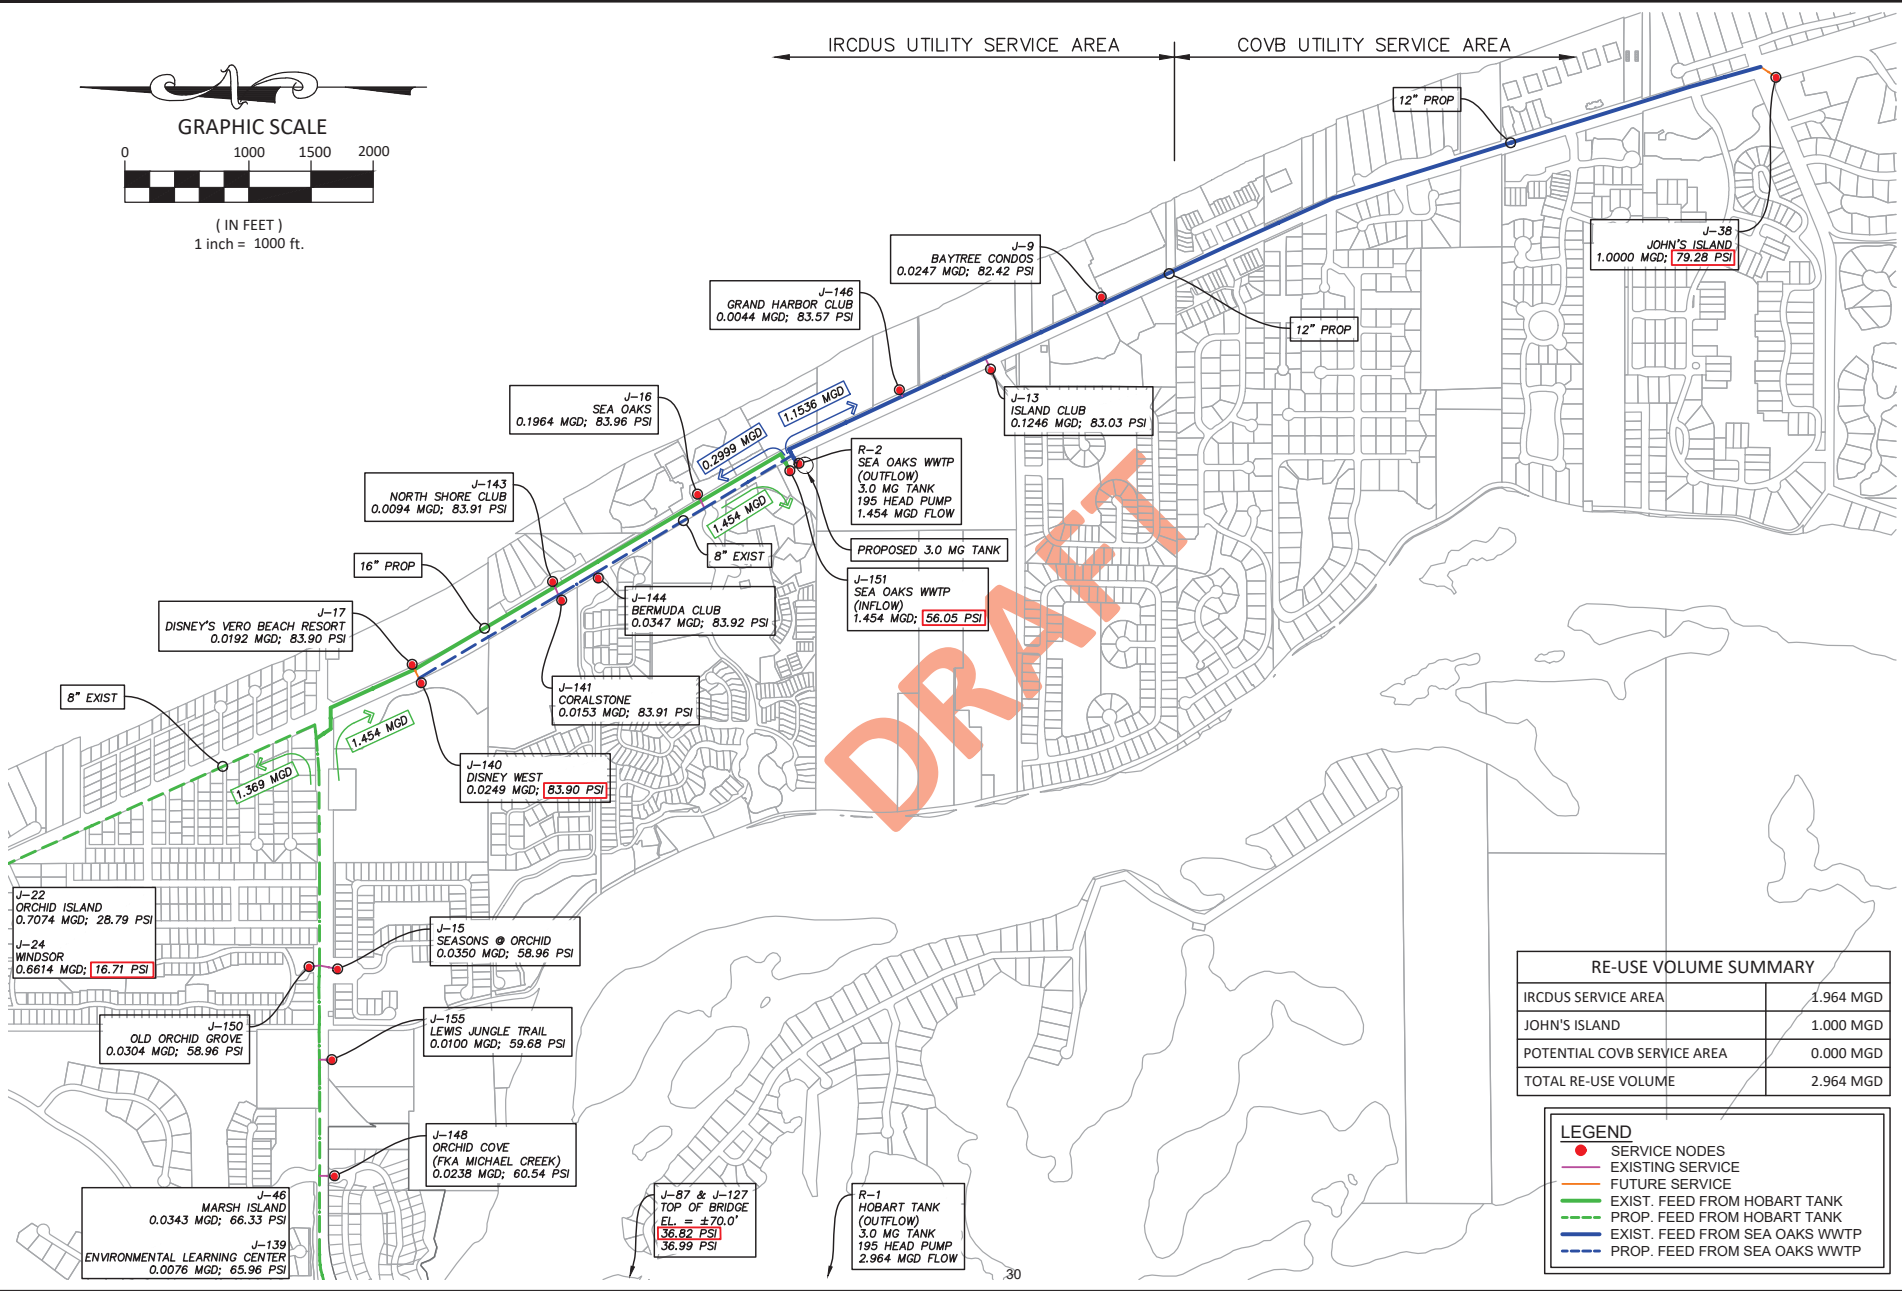 IRCDUS UTILITY SERVICE AREA
COVB UTILITY SERVICE AREA
GRAPHIC SCALE
0 1000 1500 2000
( IN FEET )
1 inch = 1000 ft.
12" PROP
J-38
JOHN'S ISLAND
1.0000 MGD; 79.28 PSI
J-9
BAYTREE CONDOS
0.0247 MGD; 82.42 PSI
J-146
GRAND HARBOR CLUB
0.0044 MGD; 83.57 PSI
12" PROP
J-16
SEA OAKS
0.1964 MGD; 83.96 PSI
1.1536 MGD
0.2999 MGD
1.454 MGD
J-13
ISLAND CLUB
0.1246 MGD; 83.03 PSI
R-2
SEA OAKS WWTP
(OUTFLOW)
3.0 MG TANK
195 HEAD PUMP
1.454 MGD FLOW
PROPOSED 3.0 MG TANK
J-151
SEA OAKS WWTP
(INFLOW)
1.454 MGD; 56.05 PSI
J-143
NORTH SHORE CLUB
0.0094 MGD; 83.91 PSI
8" EXIST
16" PROP
J-144
BERMUDA CLUB
0.0347 MGD; 83.92 PSI
J-17
DISNEY'S VERO BEACH RESORT
0.0192 MGD; 83.90 PSI
J-141
CORALSTONE
0.0153 MGD; 83.91 PSI
8" EXIST
1.454 MGD
1.369 MGD
J-140
DISNEY WEST
0.0249 MGD; 83.90 PSI
DRAFT
J-22
ORCHID ISLAND
0.7074 MGD; 28.79 PSI
J-24
WINDSOR
0.6614 MGD; 16.71 PSI
J-15
SEASONS @ ORCHID
0.0350 MGD; 58.96 PSI
J-150
OLD ORCHID GROVE
0.0304 MGD; 58.96 PSI
J-155
LEWIS JUNGLE TRAIL
0.0100 MGD; 59.68 PSI
J-148
ORCHID COVE
(FKA MICHAEL CREEK)
0.0238 MGD; 60.54 PSI
J-46
MARSH ISLAND
0.0343 MGD; 66.33 PSI
J-139
ENVIRONMENTAL LEARNING CENTER
0.0076 MGD; 65.96 PSI
J-87 & J-127
TOP OF BRIDGE
EL. = ±70.0'
36.82 PSI
36.99 PSI
R-1
HOBART TANK
(OUTFLOW)
3.0 MG TANK
195 HEAD PUMP
2.964 MGD FLOW
30
RE-USE VOLUME SUMMARY
IRCDUS SERVICE AREA 1.964 MGD
JOHN'S ISLAND 1.000 MGD
POTENTIAL COVB SERVICE AREA 0.000 MGD
TOTAL RE-USE VOLUME 2.964 MGD
LEGEND
SERVICE NODES
EXISTING SERVICE
FUTURE SERVICE
EXIST. FEED FROM HOBART TANK
PROP. FEED FROM HOBART TANK
EXIST. FEED FROM SEA OAKS WWTP
PROP. FEED FROM SEA OAKS WWTP